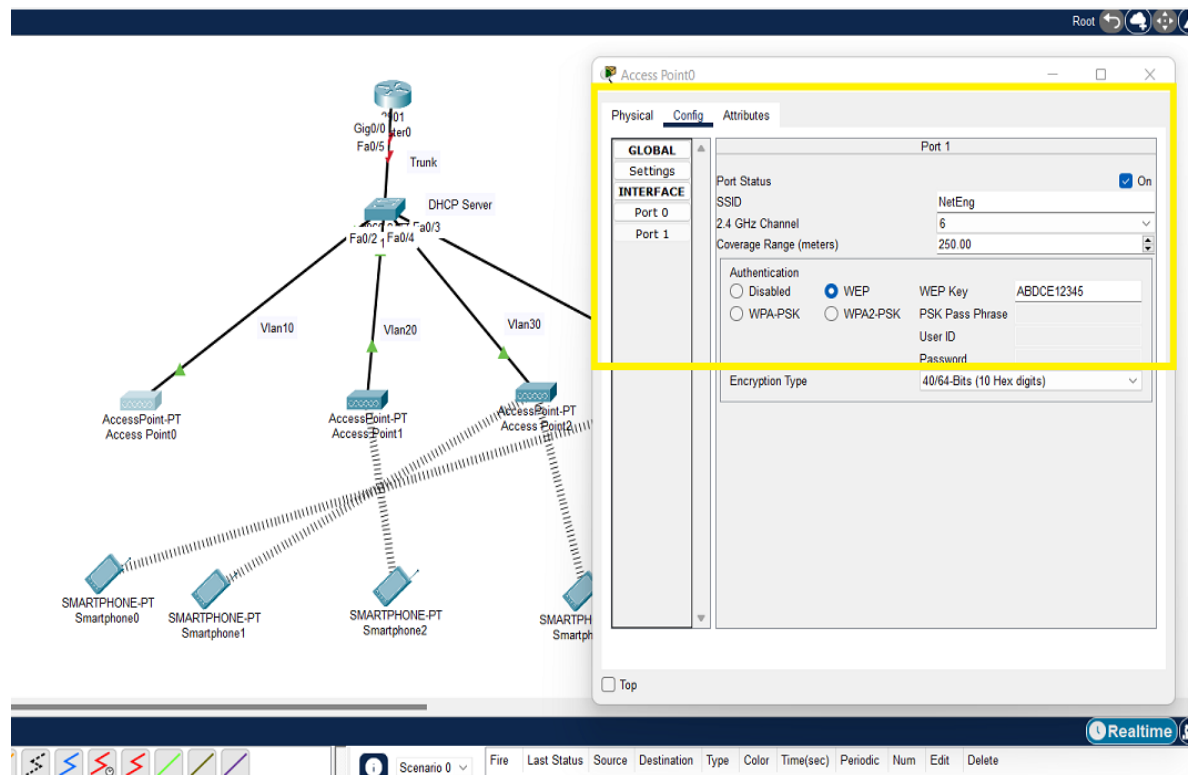 Root
Access Point0
Physical Config Attributes
GLOBAL
Settings
INTERFACE
Port 0
Port 1
Port 1
Port Status On
SSID NetEng
2.4 GHz Channel 6
Coverage Range (meters) 250.00
Authentication
Disabled WEP WEP Key ABDCE12345
WPA-PSK WPA2-PSK PSK Pass Phrase
User ID
Password
Encryption Type 40/64-Bits (10 Hex digits)
Top
Gig0/0
Fa0/5
Trunk
DHCP Server
Fa0/3
Fa0/2
Fa0/4
Vlan10
Vlan20
Vlan30
AccessPoint-PT
Access Point0
AccessPoint-PT
Access Point1
AccessPoint-PT
Access Point2
SMARTPHONE-PT
Smartphone0
SMARTPHONE-PT
Smartphone1
SMARTPHONE-PT
Smartphone2
Realtime
Scenario 0
Fire Last Status Source Destination Type Color Time(sec) Periodic Num Edit Delete